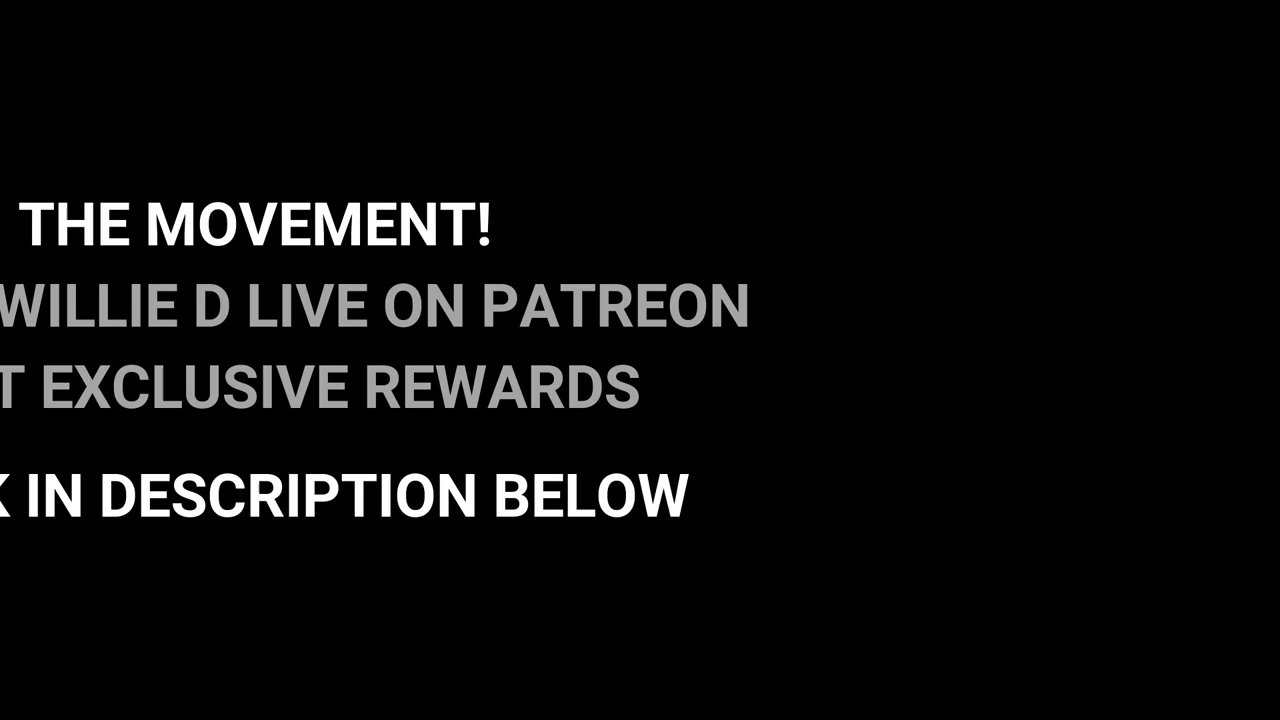 THE MOVEMENT!
WILLIE D LIVE ON PATREON
EXCLUSIVE REWARDS
IN DESCRIPTION BELOW